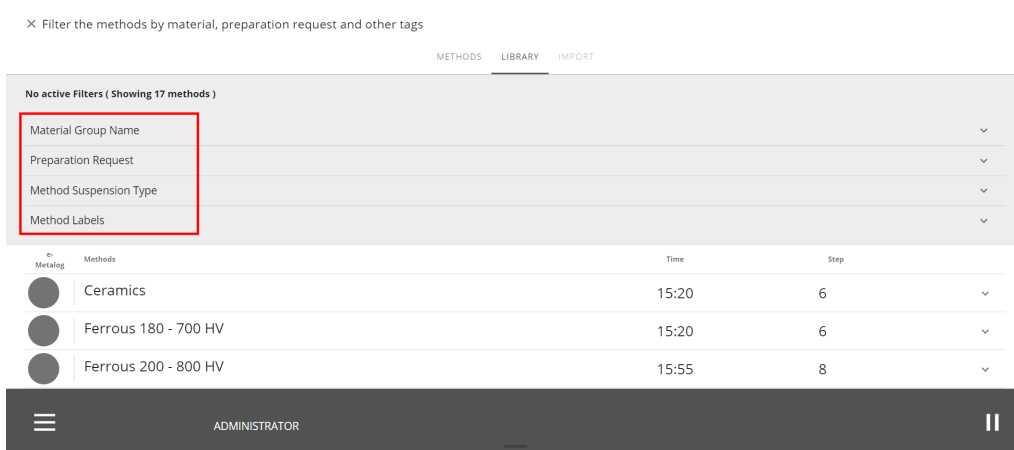 × Filter the methods by material, preparation request and other tags
METHODS LIBRARY IMPORT
No active Filters ( Showing 17 methods )
Material Group Name
Preparation Request
Method Suspension Type
Method Labels
e-
Metalog Methods Time Step
Ceramics 15:20 6
Ferrous 180 - 700 HV 15:20 6
Ferrous 200 - 800 HV 15:55 8
ADMINISTRATOR